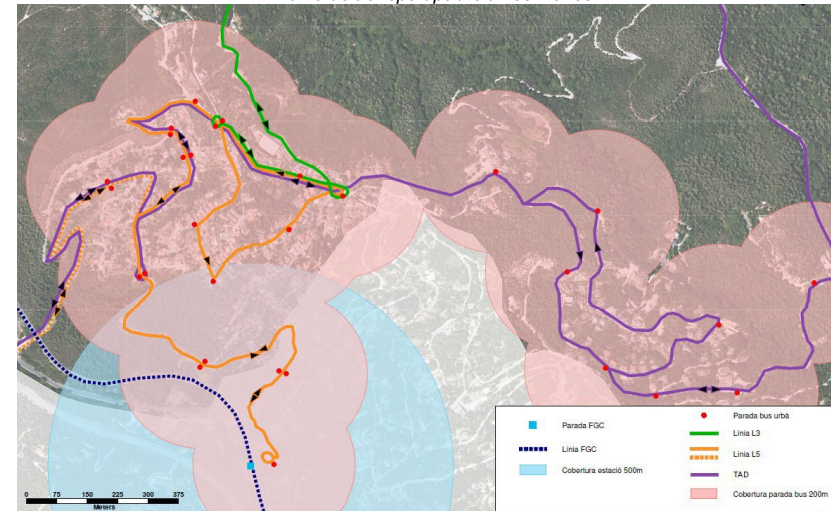 Parada FGC
Línia FGC
Cobertura estació 500m
Parada bus urbà
Línia L3
Línia L5
TAD
Cobertura parada bus 200m
0 75 150 225 300 375
Meters